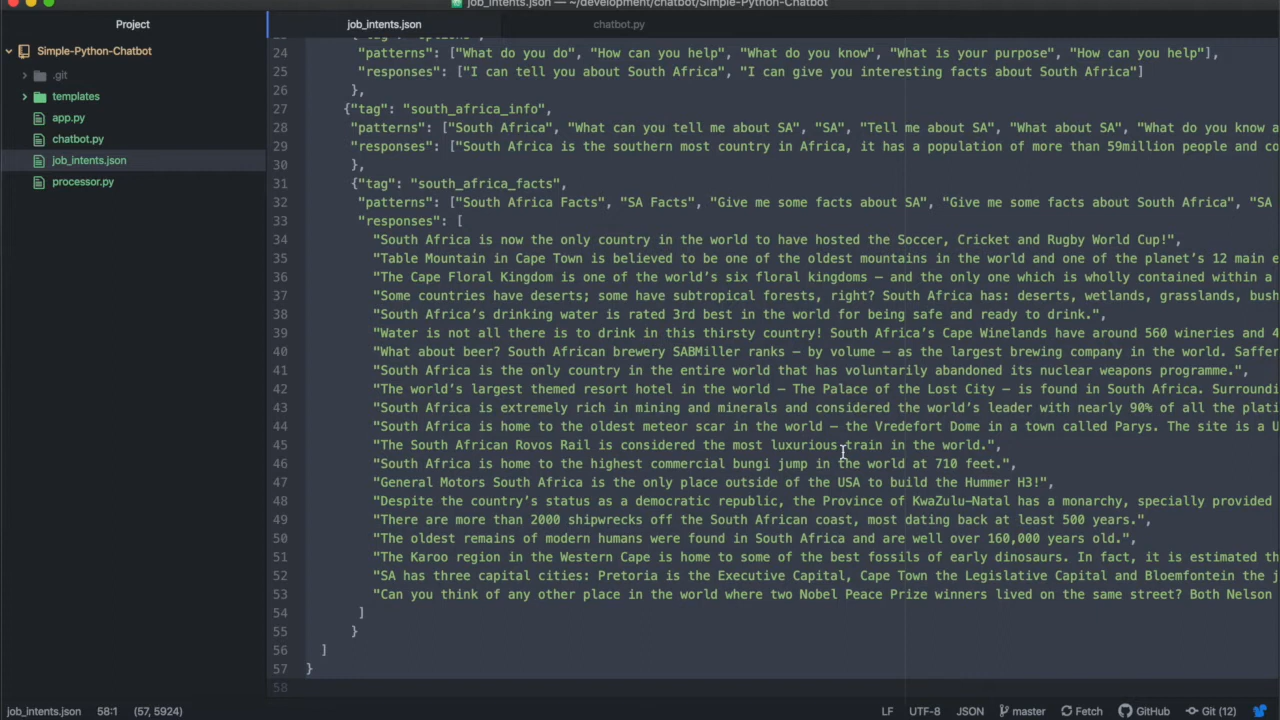 job_intents.json — ~/development/chatbot/Simple-Python-Chatbot
Project
job_intents.json
chatbot.py
Simple-Python-Chatbot
.git
templates
app.py
chatbot.py
job_intents.json
processor.py
24 "patterns": ["What do you do", "How can you help", "What do you know", "What is your purpose", "How can you help"],
25 "responses": ["I can tell you about South Africa", "I can give you interesting facts about South Africa"]
26 },
27 {"tag": "south_africa_info",
28 "patterns": ["South Africa", "What can you tell me about SA", "SA", "Tell me about SA", "What about SA", "What do you know a
29 "responses": ["South Africa is the southern most country in Africa, it has a population of more than 59million people and co
30 },
31 {"tag": "south_africa_facts",
32 "patterns": ["South Africa Facts", "SA Facts", "Give me some facts about SA", "Give me some facts about South Africa", "SA
33 "responses": [
34 "South Africa is now the only country in the world to have hosted the Soccer, Cricket and Rugby World Cup!",
35 "Table Mountain in Cape Town is believed to be one of the oldest mountains in the world and one of the planet’s 12 main e
36 "The Cape Floral Kingdom is one of the world’s six floral kingdoms – and the only one which is wholly contained within a
37 "Some countries have deserts; some have subtropical forests, right? South Africa has: deserts, wetlands, grasslands, bush
38 "South Africa’s drinking water is rated 3rd best in the world for being safe and ready to drink.",
39 "Water is not all there is to drink in this thirsty country! South Africa’s Cape Winelands have around 560 wineries and 4
40 "What about beer? South African brewery SABMiller ranks – by volume – as the largest brewing company in the world. Saffer
41 "South Africa is the only country in the entire world that has voluntarily abandoned its nuclear weapons programme.",
42 "The world’s largest themed resort hotel in the world – The Palace of the Lost City – is found in South Africa. Surroundi
43 "South Africa is extremely rich in mining and minerals and considered the world’s leader with nearly 90% of all the plati
44 "South Africa is home to the oldest meteor scar in the world – the Vredefort Dome in a town called Parys. The site is a U
45 "The South African Rovos Rail is considered the most luxurious train in the world.",
46 "South Africa is home to the highest commercial bungi jump in the world at 710 feet.",
47 "General Motors South Africa is the only place outside of the USA to build the Hummer H3!",
48 "Despite the country’s status as a democratic republic, the Province of KwaZulu–Natal has a monarchy, specially provided
49 "There are more than 2000 shipwrecks off the South African coast, most dating back at least 500 years.",
50 "The oldest remains of modern humans were found in South Africa and are well over 160,000 years old.",
51 "The Karoo region in the Western Cape is home to some of the best fossils of early dinosaurs. In fact, it is estimated th
52 "SA has three capital cities: Pretoria is the Executive Capital, Cape Town the Legislative Capital and Bloemfontein the j
53 "Can you think of any other place in the world where two Nobel Peace Prize winners lived on the same street? Both Nelson
54 ]
55 }
56 ]
57 }
58
job_intents.json 58:1 (57, 5924) LF UTF-8 JSON master Fetch GitHub Git (12)